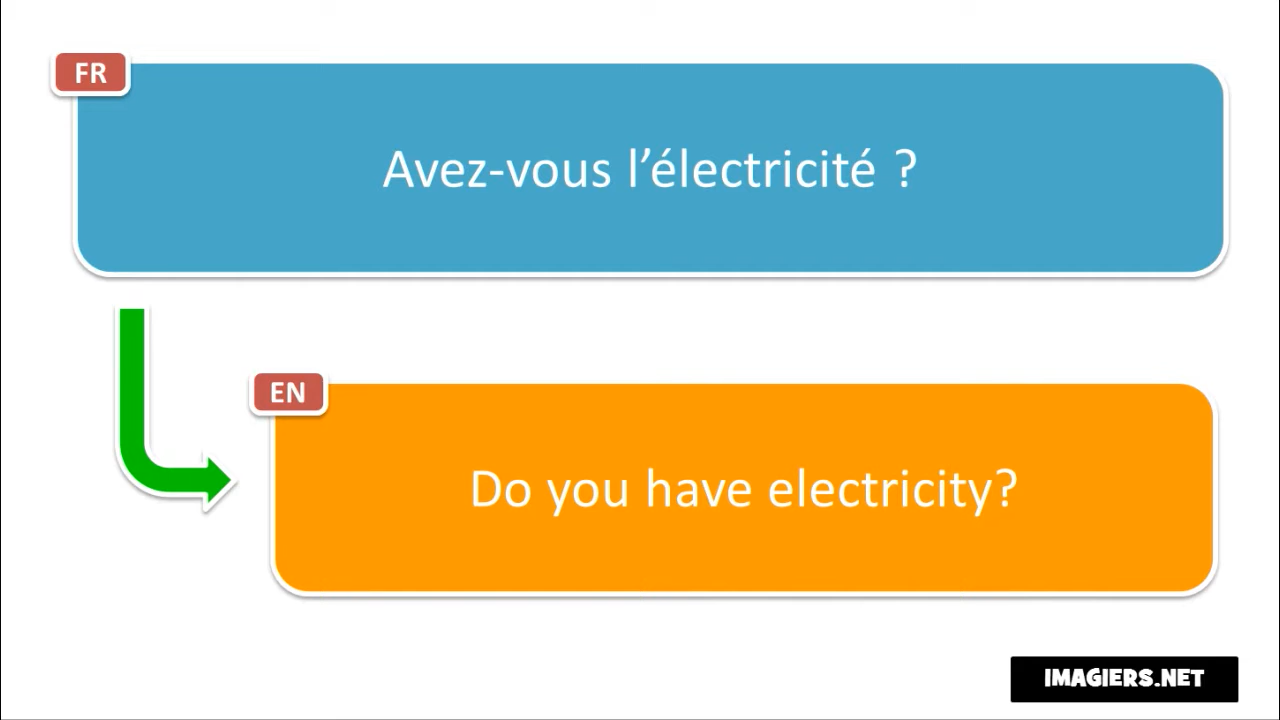 FR
Avez-vous l’électricité ?
EN
Do you have electricity?
IMAGIERS.NET